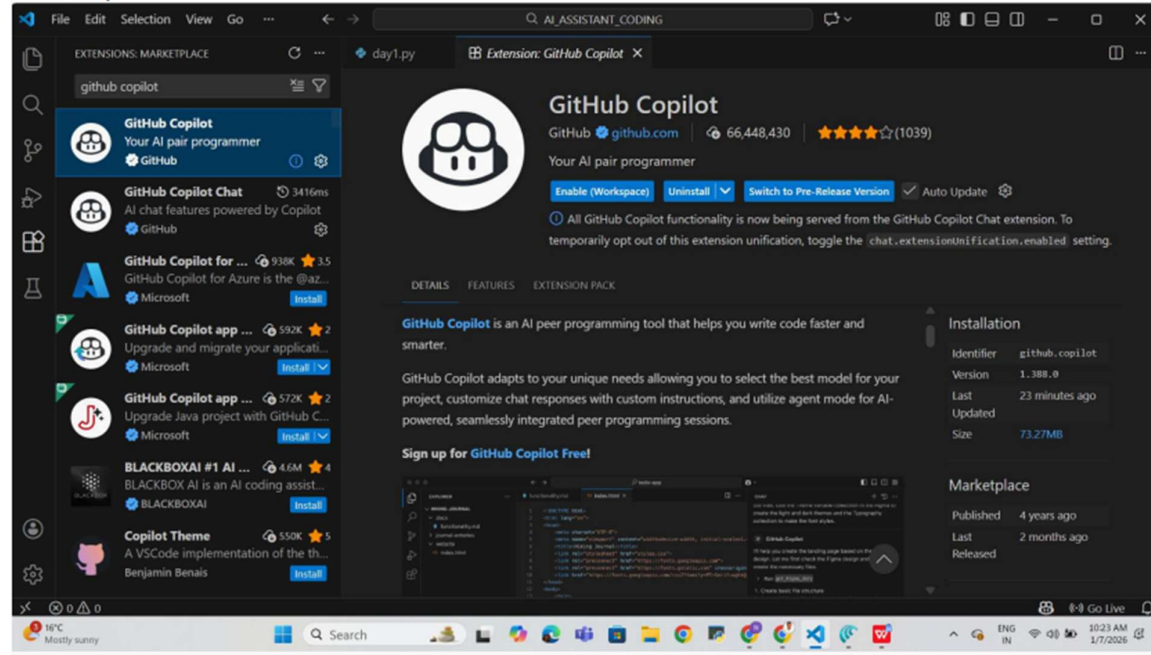 File Edit Selection View Go ··· AI_ASSISTANT_CODING
EXTENSIONS: MARKETPLACE
github copilot
GitHub Copilot
Your AI pair programmer
GitHub
GitHub Copilot Chat 3416ms
AI chat features powered by Copilot
GitHub
GitHub Copilot for ... 938K 3.5
GitHub Copilot for Azure is the @az...
Microsoft Install
GitHub Copilot app ... 592K 2
Upgrade and migrate your applicati...
Microsoft Install
GitHub Copilot app ... 572K 2
Upgrade Java project with GitHub C...
Microsoft Install
BLACKBOXAI #1 AI ... 4.6M 4
BLACKBOX AI is an AI coding assist...
BLACKBOXAI Install
Copilot Theme 550K 5
A VSCode implementation of the th...
Benjamin Benais Install
day1.py Extension: GitHub Copilot
GitHub Copilot
GitHub github.com 66,448,430 (1039)
Your AI pair programmer
Enable (Workspace) Uninstall Switch to Pre-Release Version Auto Update
All GitHub Copilot functionality is now being served from the GitHub Copilot Chat extension. To
temporarily opt out of this extension unification, toggle the chat.extensionUnification.enabled setting.
DETAILS FEATURES EXTENSION PACK
GitHub Copilot is an AI peer programming tool that helps you write code faster and
smarter.
GitHub Copilot adapts to your unique needs allowing you to select the best model for your
project, customize chat responses with custom instructions, and utilize agent mode for AI-
powered, seamlessly integrated peer programming sessions.
Sign up for GitHub Copilot Free!
Installation
Identifier github.copilot
Version 1.388.0
Last 23 minutes ago
Updated
Size 73.27MB
Marketplace
Published 4 years ago
Last 2 months ago
Released
0 0 Go Live
16°C
Mostly sunny
Search
ENG
IN
10:23 AM
1/7/2026